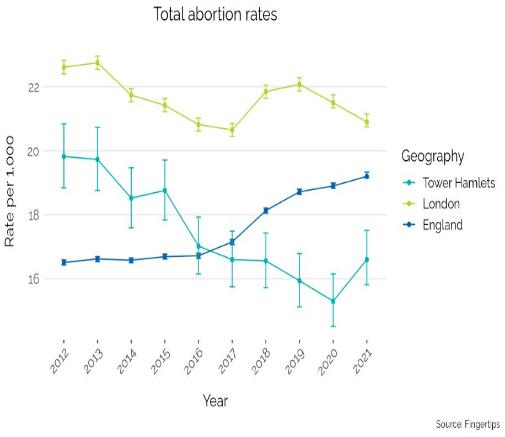 Total abortion rates
Rate per 1,000
22
20
18
16
2012
2013
2014
2015
2016
2017
2018
2019
2020
2021
Year
Geography
Tower Hamlets
London
England
Source: Fingertips